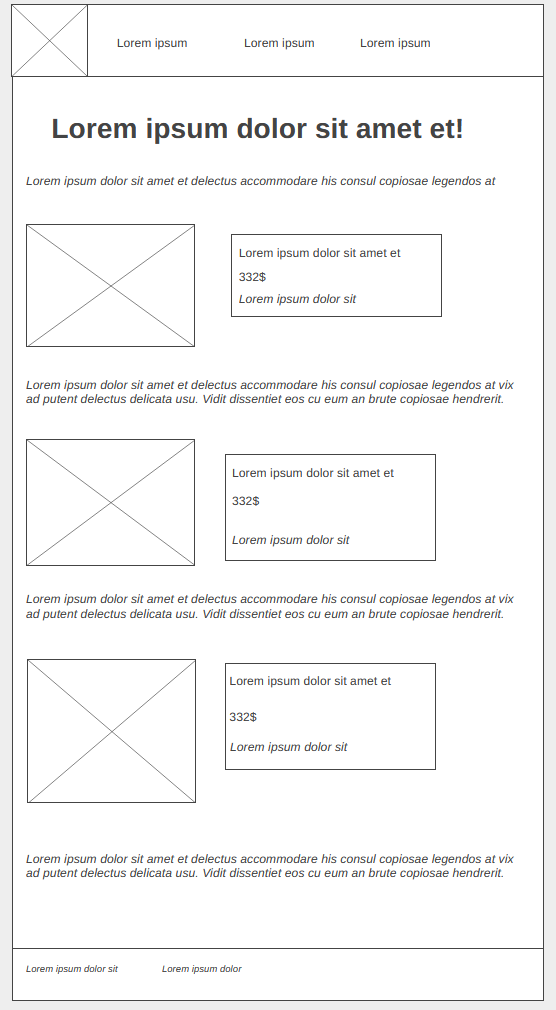 Lorem ipsum
Lorem ipsum
Lorem ipsum
Lorem ipsum dolor sit amet et!
Lorem ipsum dolor sit amet et delectus accommodare his consul copiosae legendos at
Lorem ipsum dolor sit amet et
332$
Lorem ipsum dolor sit
Lorem ipsum dolor sit amet et delectus accommodare his consul copiosae legendos at vix
ad putent delectus delicata usu. Vidit dissentiet eos cu eum an brute copiosae hendrerit.
Lorem ipsum dolor sit amet et
332$
Lorem ipsum dolor sit
Lorem ipsum dolor sit amet et delectus accommodare his consul copiosae legendos at vix
ad putent delectus delicata usu. Vidit dissentiet eos cu eum an brute copiosae hendrerit.
Lorem ipsum dolor sit amet et
332$
Lorem ipsum dolor sit
Lorem ipsum dolor sit amet et delectus accommodare his consul copiosae legendos at vix
ad putent delectus delicata usu. Vidit dissentiet eos cu eum an brute copiosae hendrerit.
Lorem ipsum dolor sit
Lorem ipsum dolor